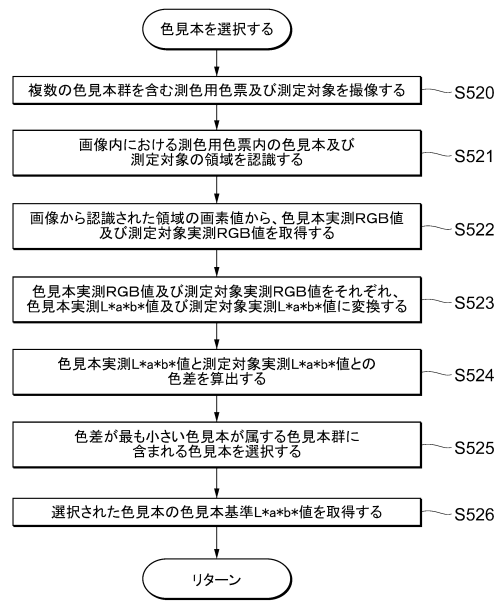 色見本を選択する
複数の色見本群を含む測色用色票及び測定対象を撮像する
S520
画像内における測色用色票内の色見本及び
測定対象の領域を認識する
S521
画像から認識された領域の画素値から、色見本実測RGB値
及び測定対象実測RGB値を取得する
S522
色見本実測RGB値及び測定対象実測RGB値をそれぞれ、
色見本実測L*a*b*値及び測定対象実測L*a*b*値に変換する
S523
色見本実測L*a*b*値と測定対象実測L*a*b*値との
色差を算出する
S524
色差が最も小さい色見本が属する色見本群に
含まれる色見本を選択する
S525
選択された色見本の色見本基準L*a*b*値を取得する
S526
リターン